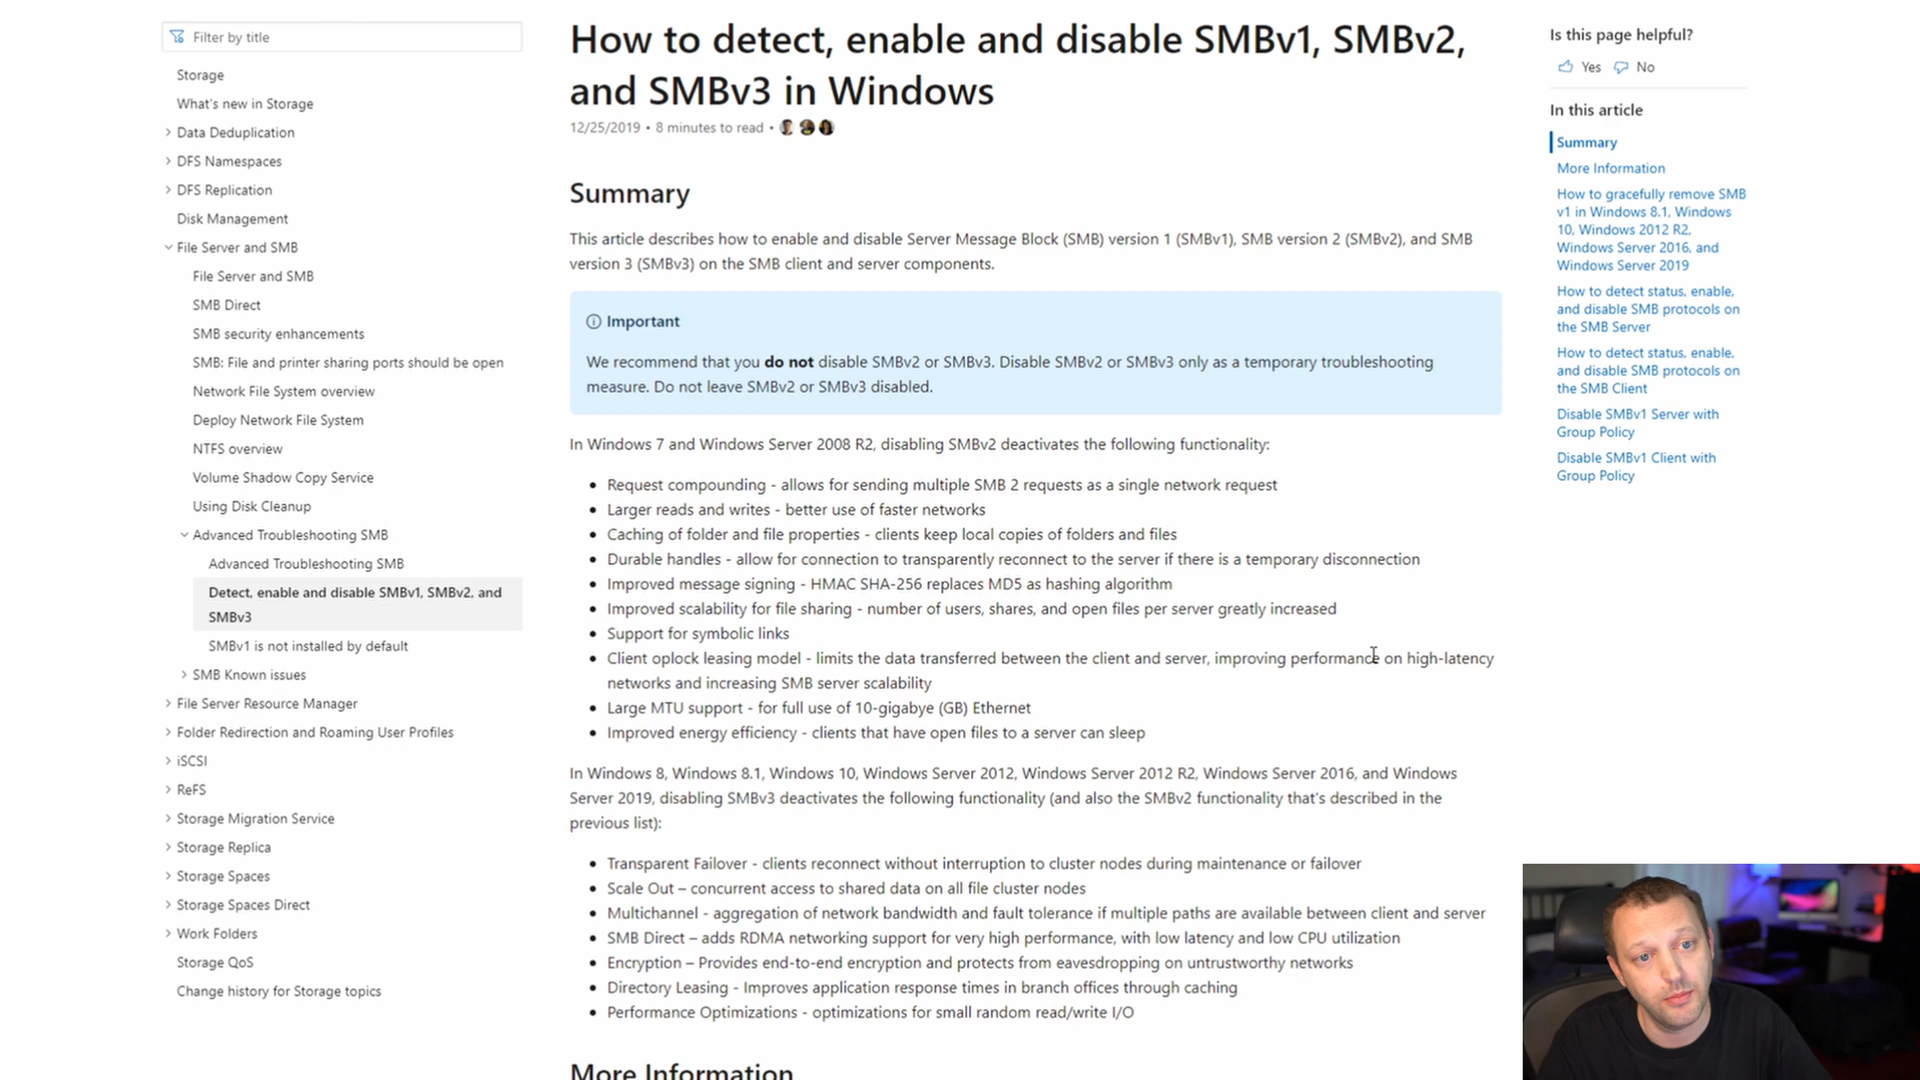 Filter by title
Storage
What's new in Storage
Data Deduplication
DFS Namespaces
DFS Replication
Disk Management
File Server and SMB
File Server and SMB
SMB Direct
SMB security enhancements
SMB: File and printer sharing ports should be open
Network File System overview
Deploy Network File System
NTFS overview
Volume Shadow Copy Service
Using Disk Cleanup
Advanced Troubleshooting SMB
Advanced Troubleshooting SMB
Detect, enable and disable SMBv1, SMBv2, and
SMBv3
SMBv1 is not installed by default
SMB Known issues
File Server Resource Manager
Folder Redirection and Roaming User Profiles
iSCSI
ReFS
Storage Migration Service
Storage Replica
Storage Spaces
Storage Spaces Direct
Work Folders
Storage QoS
Change history for Storage topics
How to detect, enable and disable SMBv1, SMBv2,
and SMBv3 in Windows
12/25/2019 • 8 minutes to read •
Summary
This article describes how to enable and disable Server Message Block (SMB) version 1 (SMBv1), SMB version 2 (SMBv2), and SMB
version 3 (SMBv3) on the SMB client and server components.
Important
We recommend that you do not disable SMBv2 or SMBv3. Disable SMBv2 or SMBv3 only as a temporary troubleshooting
measure. Do not leave SMBv2 or SMBv3 disabled.
In Windows 7 and Windows Server 2008 R2, disabling SMBv2 deactivates the following functionality:
• Request compounding - allows for sending multiple SMB 2 requests as a single network request
• Larger reads and writes - better use of faster networks
• Caching of folder and file properties - clients keep local copies of folders and files
• Durable handles - allow for connection to transparently reconnect to the server if there is a temporary disconnection
• Improved message signing - HMAC SHA-256 replaces MD5 as hashing algorithm
• Improved scalability for file sharing - number of users, shares, and open files per server greatly increased
• Support for symbolic links
• Client oplock leasing model - limits the data transferred between the client and server, improving performance on high-latency
networks and increasing SMB server scalability
• Large MTU support - for full use of 10-gigabye (GB) Ethernet
• Improved energy efficiency - clients that have open files to a server can sleep
In Windows 8, Windows 8.1, Windows 10, Windows Server 2012, Windows Server 2012 R2, Windows Server 2016, and Windows
Server 2019, disabling SMBv3 deactivates the following functionality (and also the SMBv2 functionality that's described in the
previous list):
• Transparent Failover - clients reconnect without interruption to cluster nodes during maintenance or failover
• Scale Out – concurrent access to shared data on all file cluster nodes
• Multichannel - aggregation of network bandwidth and fault tolerance if multiple paths are available between client and server
• SMB Direct – adds RDMA networking support for very high performance, with low latency and low CPU utilization
• Encryption – Provides end-to-end encryption and protects from eavesdropping on untrustworthy networks
• Directory Leasing - Improves application response times in branch offices through caching
• Performance Optimizations - optimizations for small random read/write I/O
More Information
Is this page helpful?
Yes No
In this article
Summary
More Information
How to gracefully remove SMB
v1 in Windows 8.1, Windows
10, Windows 2012 R2,
Windows Server 2016, and
Windows Server 2019
How to detect status, enable,
and disable SMB protocols on
the SMB Server
How to detect status, enable,
and disable SMB protocols on
the SMB Client
Disable SMBv1 Server with
Group Policy
Disable SMBv1 Client with
Group Policy